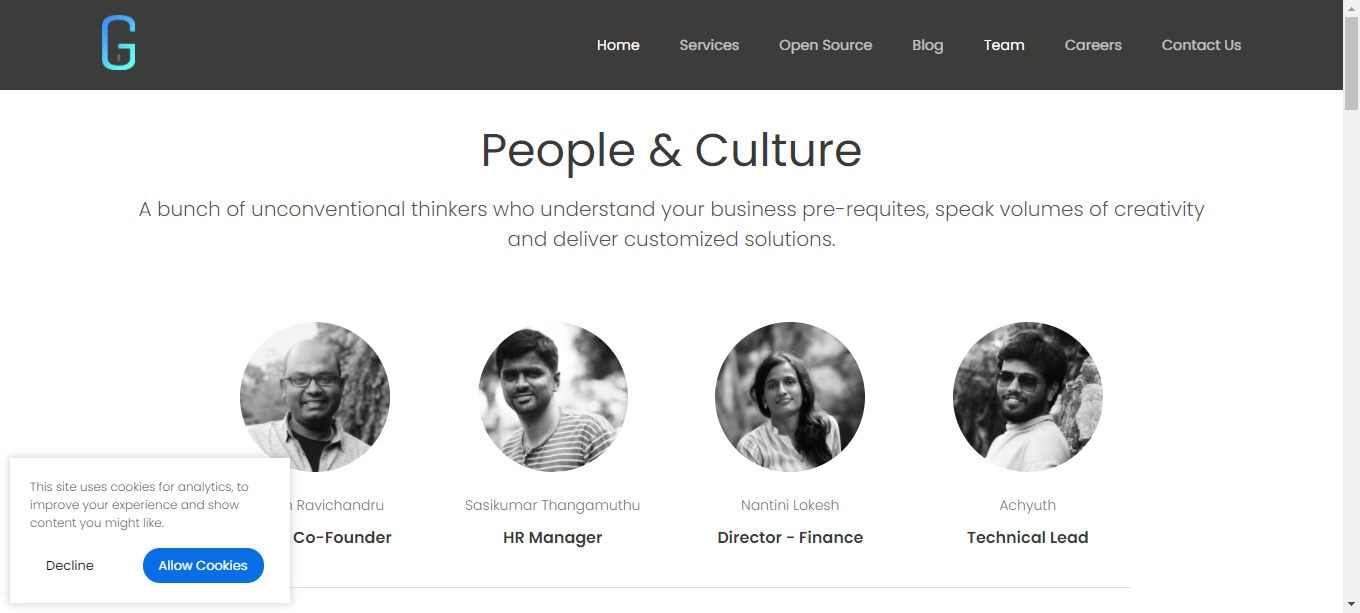 G
Home Services Open Source Blog Team Careers Contact Us
People & Culture
A bunch of unconventional thinkers who understand your business pre-requites, speak volumes of creativity
and deliver customized solutions.
Ravichandru
Co-Founder
Sasikumar Thangamuthu
HR Manager
Nantini Lokesh
Director - Finance
Achyuth
Technical Lead
This site uses cookies for analytics, to
improve your experience and show
content you might like.
Decline Allow Cookies